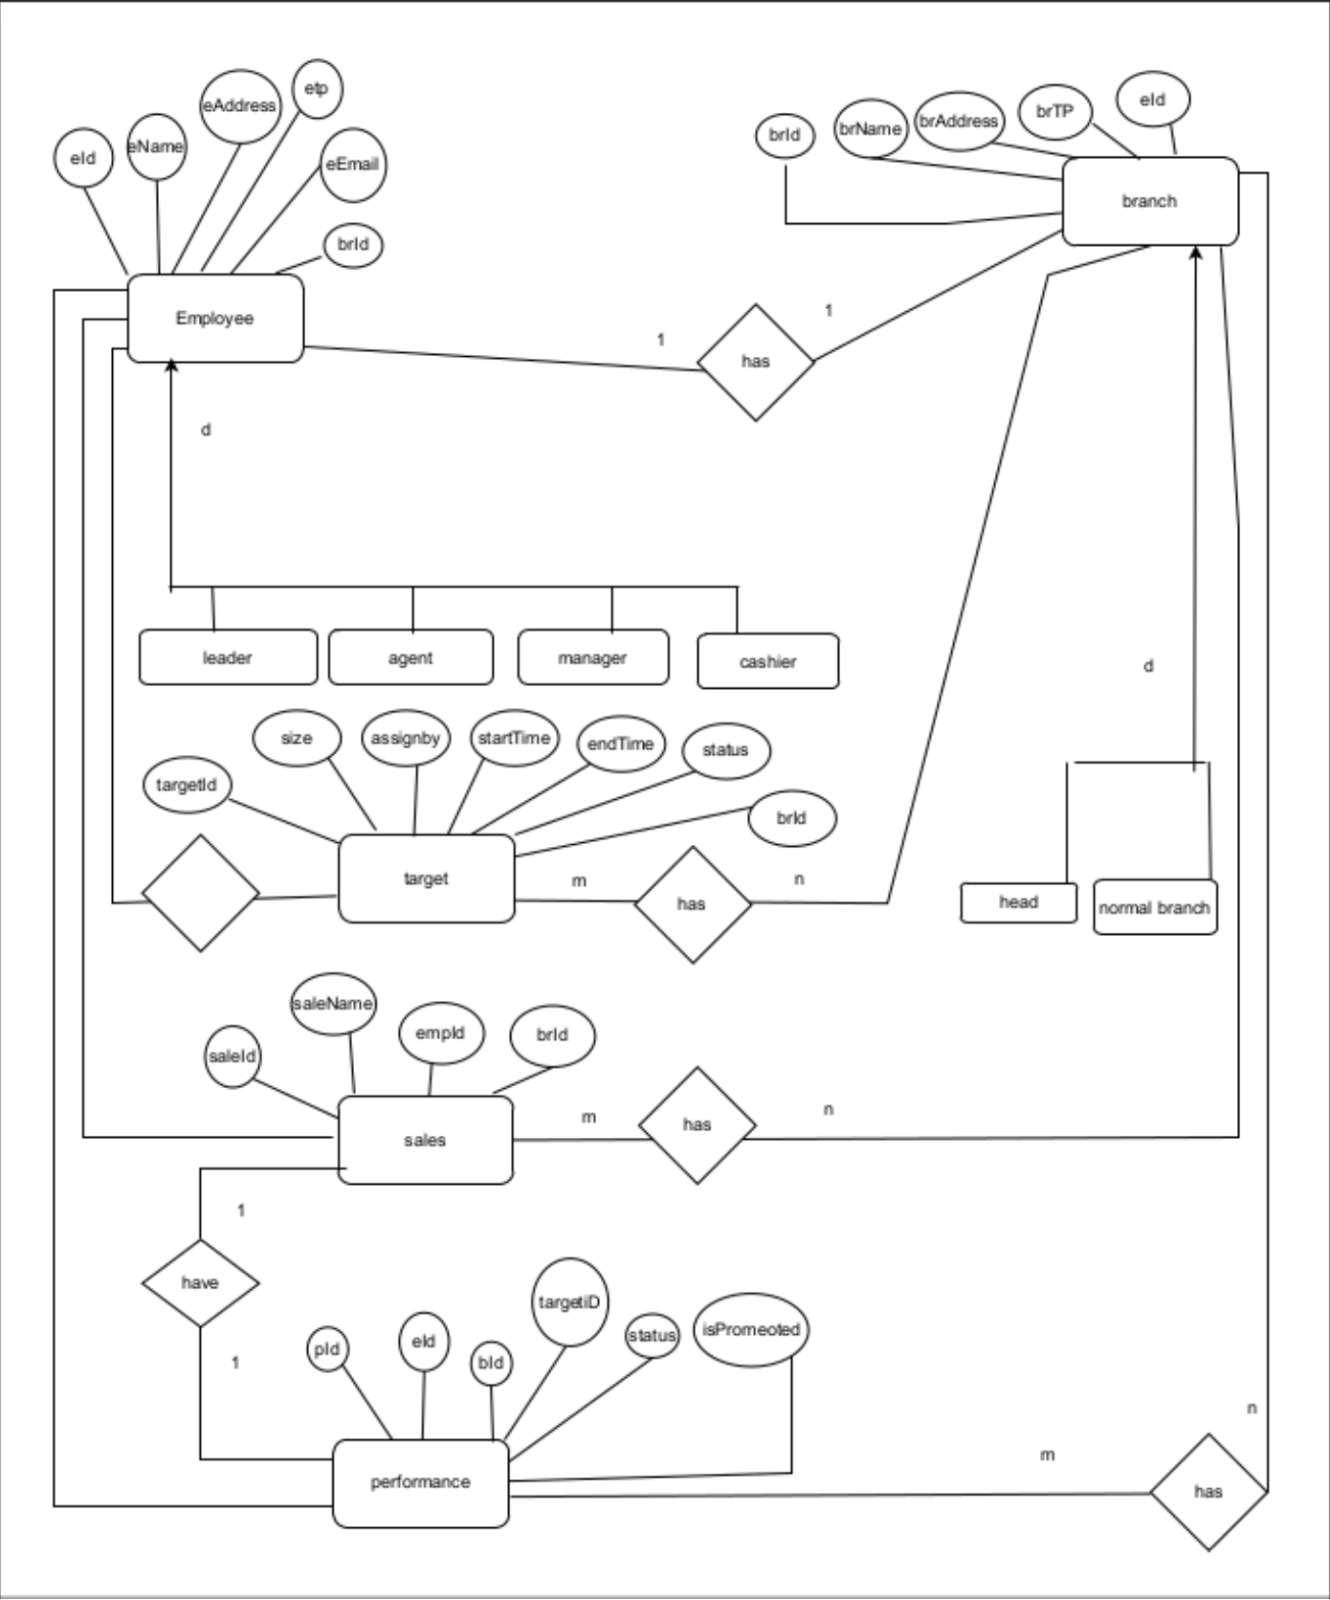 etp
eAddress
eName
eId
eEmail
brId
Employee
brId
brName
brAddress
brTP
eId
branch
1
has
1
d
leader
agent
manager
cashier
d
head
normal branch
targetId
size
assignby
startTime
endTime
status
brId
target
m
has
n
saleId
saleName
empId
brId
sales
m
has
n
1
have
1
pId
eId
bId
targetiD
status
isPromeoted
performance
m
has
n